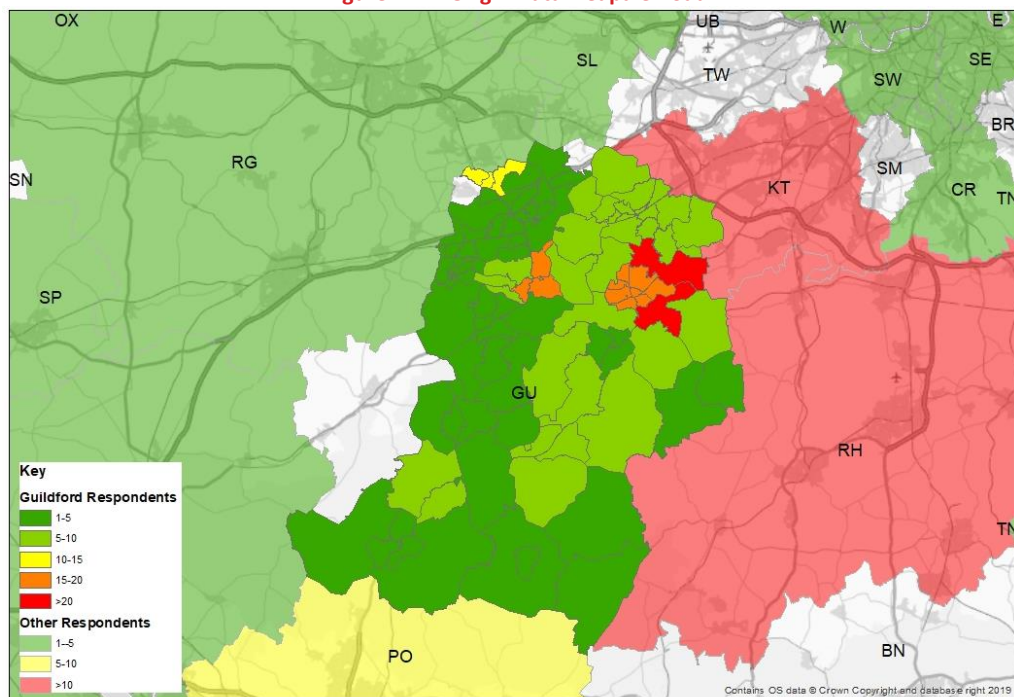 OX
UB
W
E
SL
TW
SW
SE
BR
RG
SN
KT
SM
CR
TN
SP
GU
RH
TN
PO
BN
Key
Guildford Respondents
1-5
5-10
10-15
15-20
>20
Other Respondents
1--5
5-10
>10
Contains OS data © Crown Copyright and database right 2019